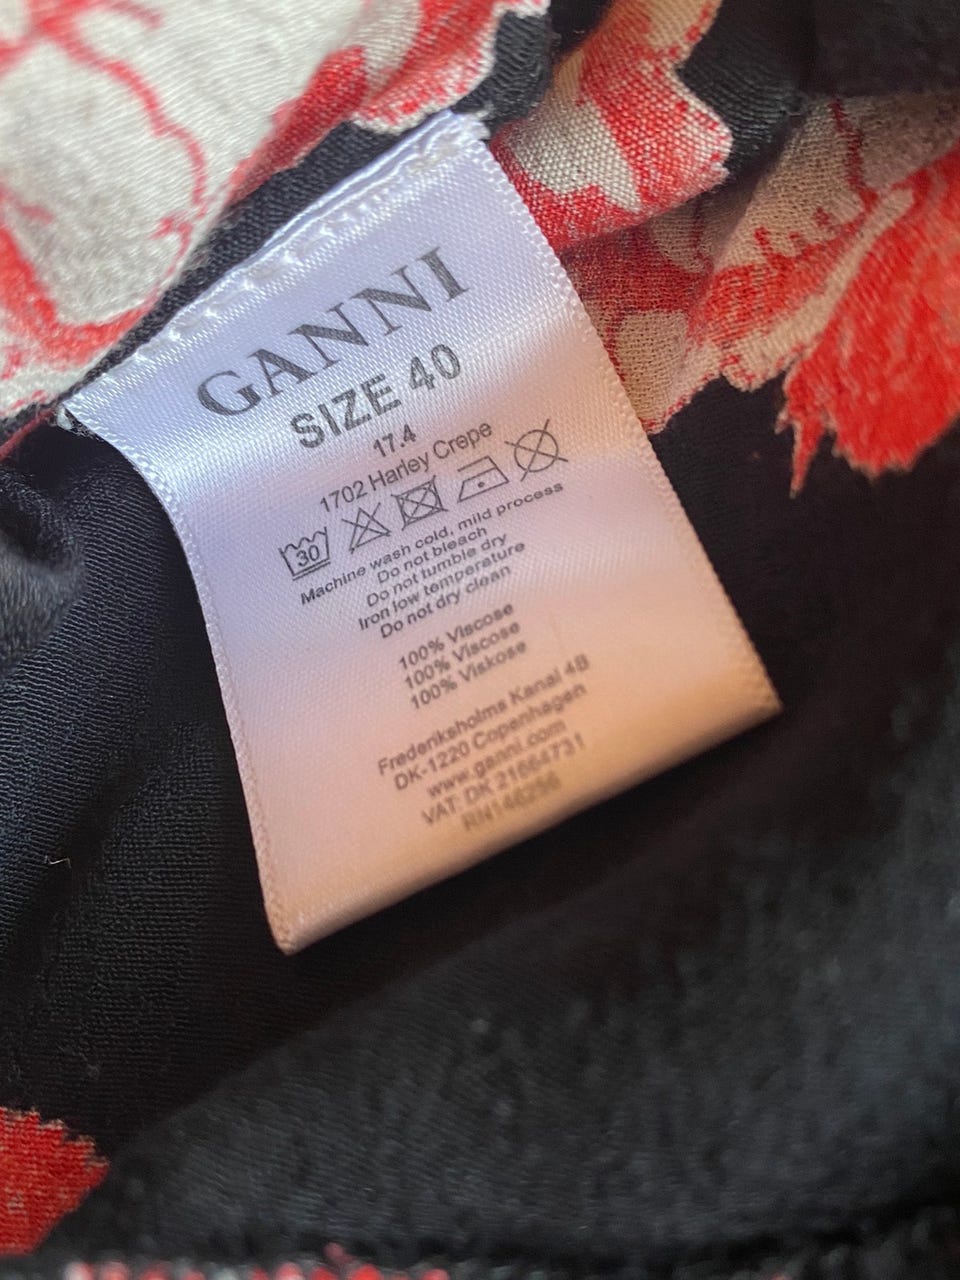 GANNI
SIZE 40
17.4
1702 Harley Crepe
30
Machine wash cold, mild process
Do not bleach
Do not tumble dry
Iron low temperature
Do not dry clean
100% Viscose
100% Viscose
100% Viskose
Frederiksholms Kanal 4B
DK-1220 Copenhagen
www.ganni.com
VAT: DK 21664731